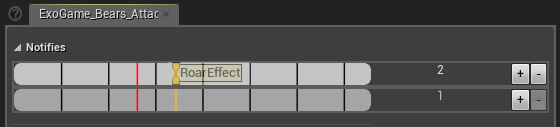 ExoGame_Bears_Attac
Notifies
RoarEffect
2
+ -
1
+ -